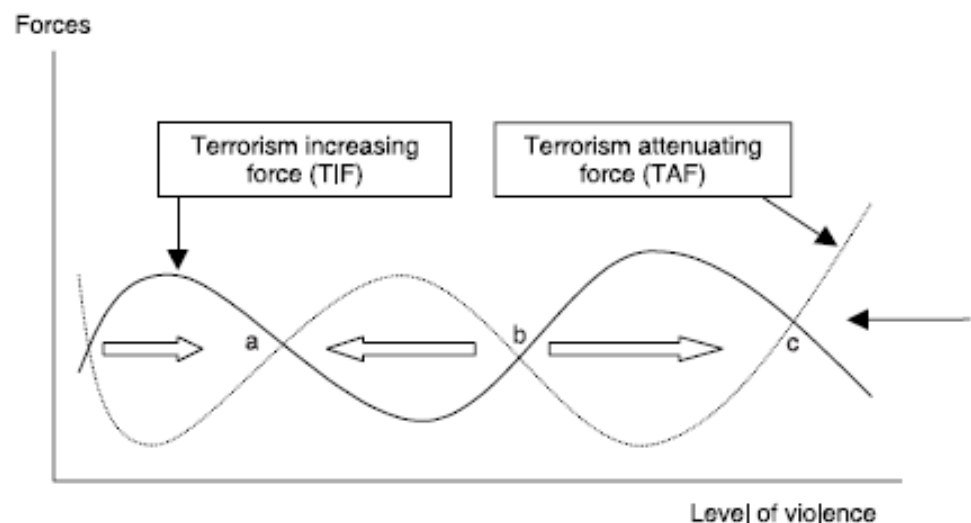 Forces
Terrorism increasing
force (TIF)
Terrorism attenuating
force (TAF)
a
b
c
Level of violence